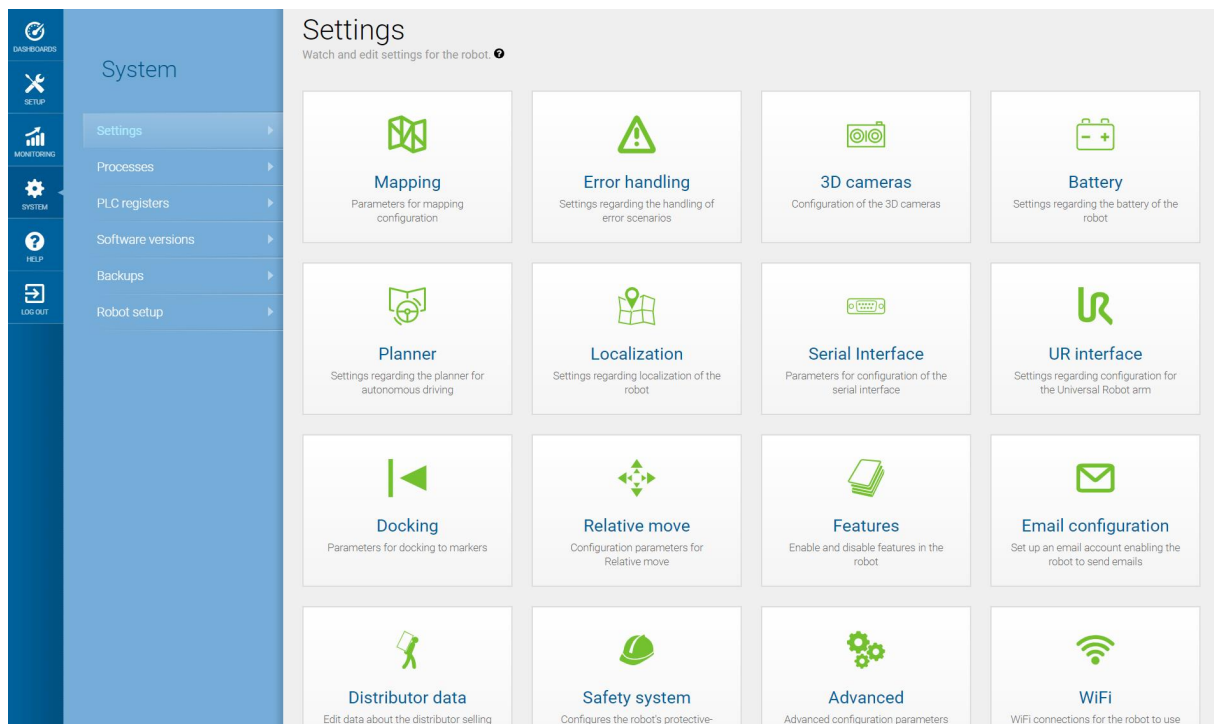 DASHBOARDS
SETUP
MONITORING
SYSTEM
HELP
LOG OUT
System
Settings
Processes
PLC registers
Software versions
Backups
Robot setup
Settings
Watch and edit settings for the robot. ?
Mapping
Parameters for mapping
configuration
Error handling
Settings regarding the handling of
error scenarios
3D cameras
Configuration of the 3D cameras
Battery
Settings regarding the battery of the
robot
Planner
Settings regarding the planner for
autonomous driving
Localization
Settings regarding localization of the
robot
Serial Interface
Parameters for configuration of the
serial interface
UR
UR interface
Settings regarding configuration for
the Universal Robot arm
Docking
Parameters for docking to markers
Relative move
Configuration parameters for
Relative move
Features
Enable and disable features in the
robot
Email configuration
Set up an email account enabling the
robot to send emails
Distributor data
Edit data about the distributor selling
Safety system
Configures the robot's protective-
Advanced
Advanced configuration parameters
WiFi
WiFi connections for the robot to use